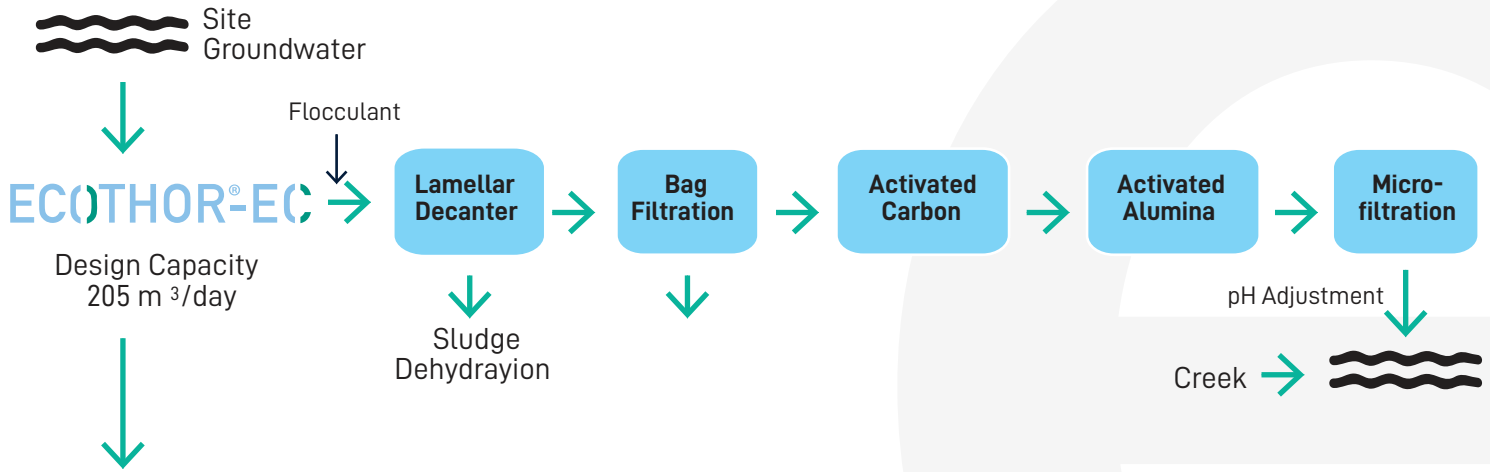 Site
Groundwater
Flocculant
ECOTHOR®-EC
Design Capacity
205 m 3/day
Lamellar
Decanter
Bag
Filtration
Activated
Carbon
Activated
Alumina
Micro-
filtration
Sludge
Dehydrayion
pH Adjustment
Creek